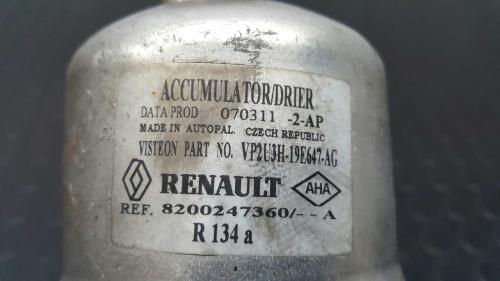 ACCUMULATOR/DRIER
DATA PROD 070311 -2-AP
MADE IN AUTOPAL. CZECH REPUBLIC
VISTEON PART NO. VP2U3H-19E647-AG
RENAULT AHA
REF. 8200247360/-- A
R 134 a